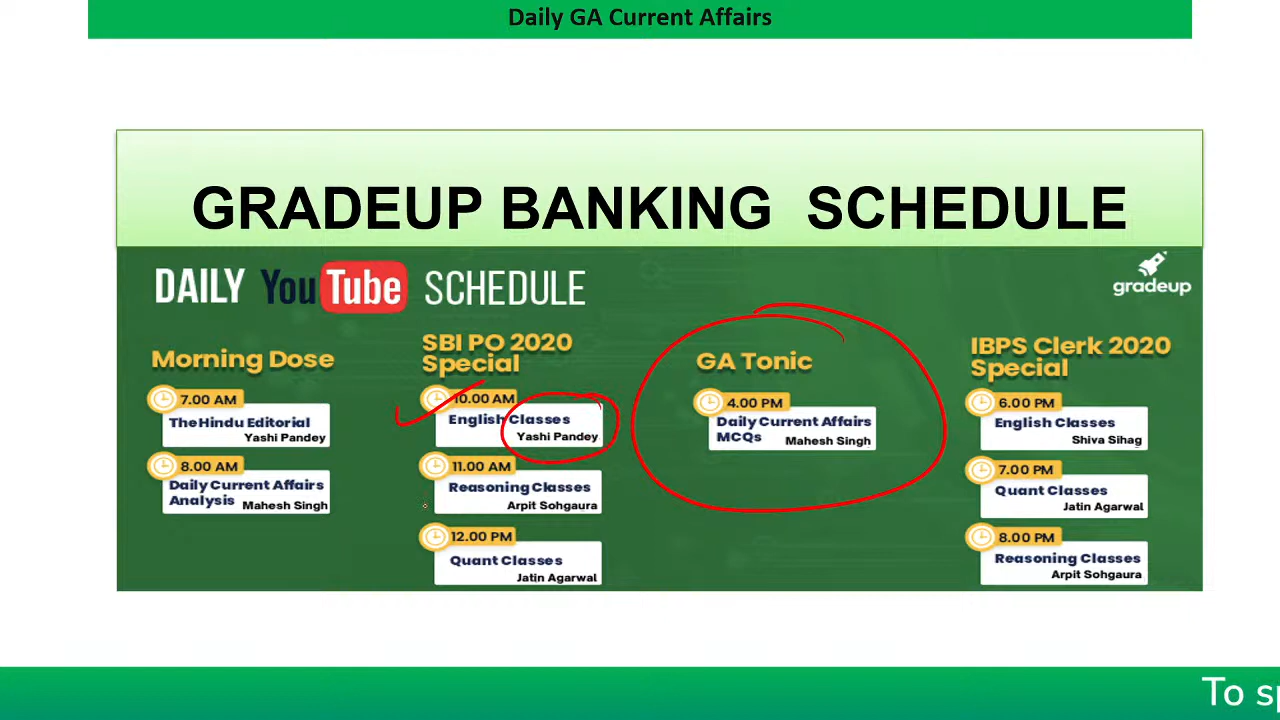 Daily GA Current Affairs
GRADEUP BANKING SCHEDULE
DAILY YouTube SCHEDULE
gradeup
Morning Dose
7.00 AM
The Hindu Editorial
Yashi Pandey
8.00 AM
Daily Current Affairs
Analysis Mahesh Singh
SBI PO 2020
Special
10.00 AM
English Classes
Yashi Pandey
11.00 AM
Reasoning Classes
Arpit Sohgaura
12.00 PM
Quant Classes
Jatin Agarwal
GA Tonic
4.00 PM
Daily Current Affairs
MCQs Mahesh Singh
IBPS Clerk 2020
Special
6.00 PM
English Classes
Shiva Sihag
7.00 PM
Quant Classes
Jatin Agarwal
8.00 PM
Reasoning Classes
Arpit Sohgaura
To